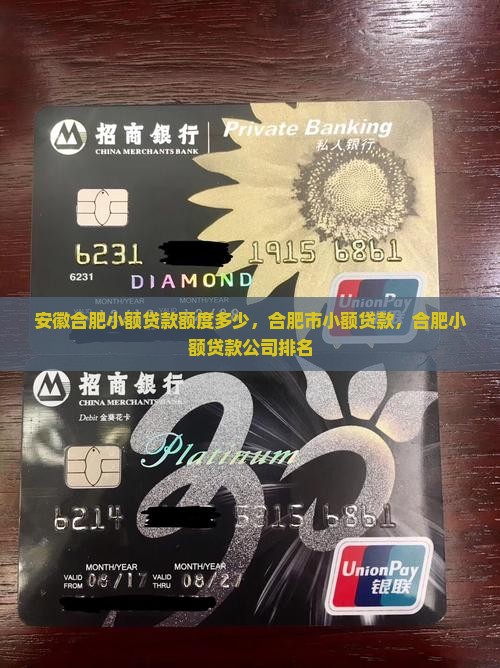 招商銀行 Private Banking
CHINA MERCHANTS BANK 私人银行
6231 1915 6861
6231
DIAMOND
MONTH/YEAR MONTH/YEAR
UnionPay
安徽合肥小额贷款额度多少，合肥市小额贷款，合肥小
额贷款公司排名
招商銀行
CHINA MERCHANTS BANK
Debit 金葵花卡
Platinum
6214 5315 6861
MONTH/YEAR MONTH/YEAR
VALID FROM 08/17 VALID THRU 08/27
UnionPay
银联